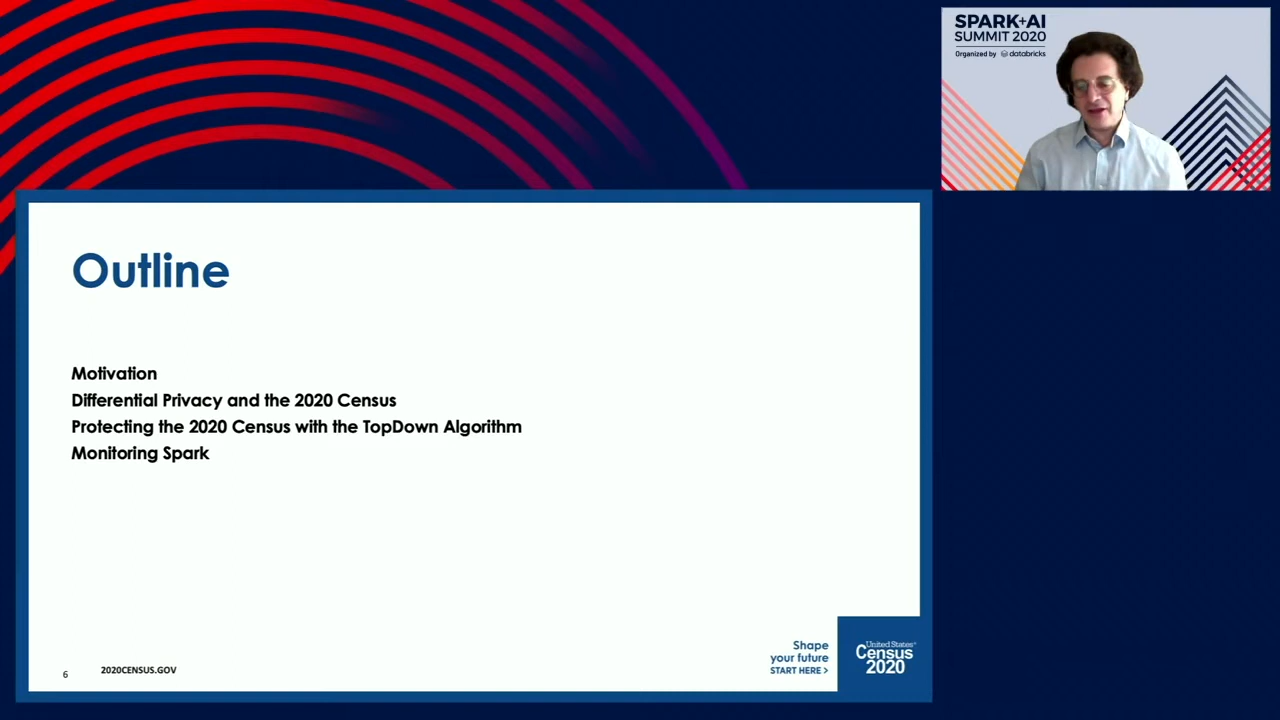 SPARK+AI
SUMMIT 2020
Organized by databricks
Outline
Motivation
Differential Privacy and the 2020 Census
Protecting the 2020 Census with the TopDown Algorithm
Monitoring Spark
6
2020CENSUS.GOV
Shape
your future
START HERE >
United States®
Census
2020